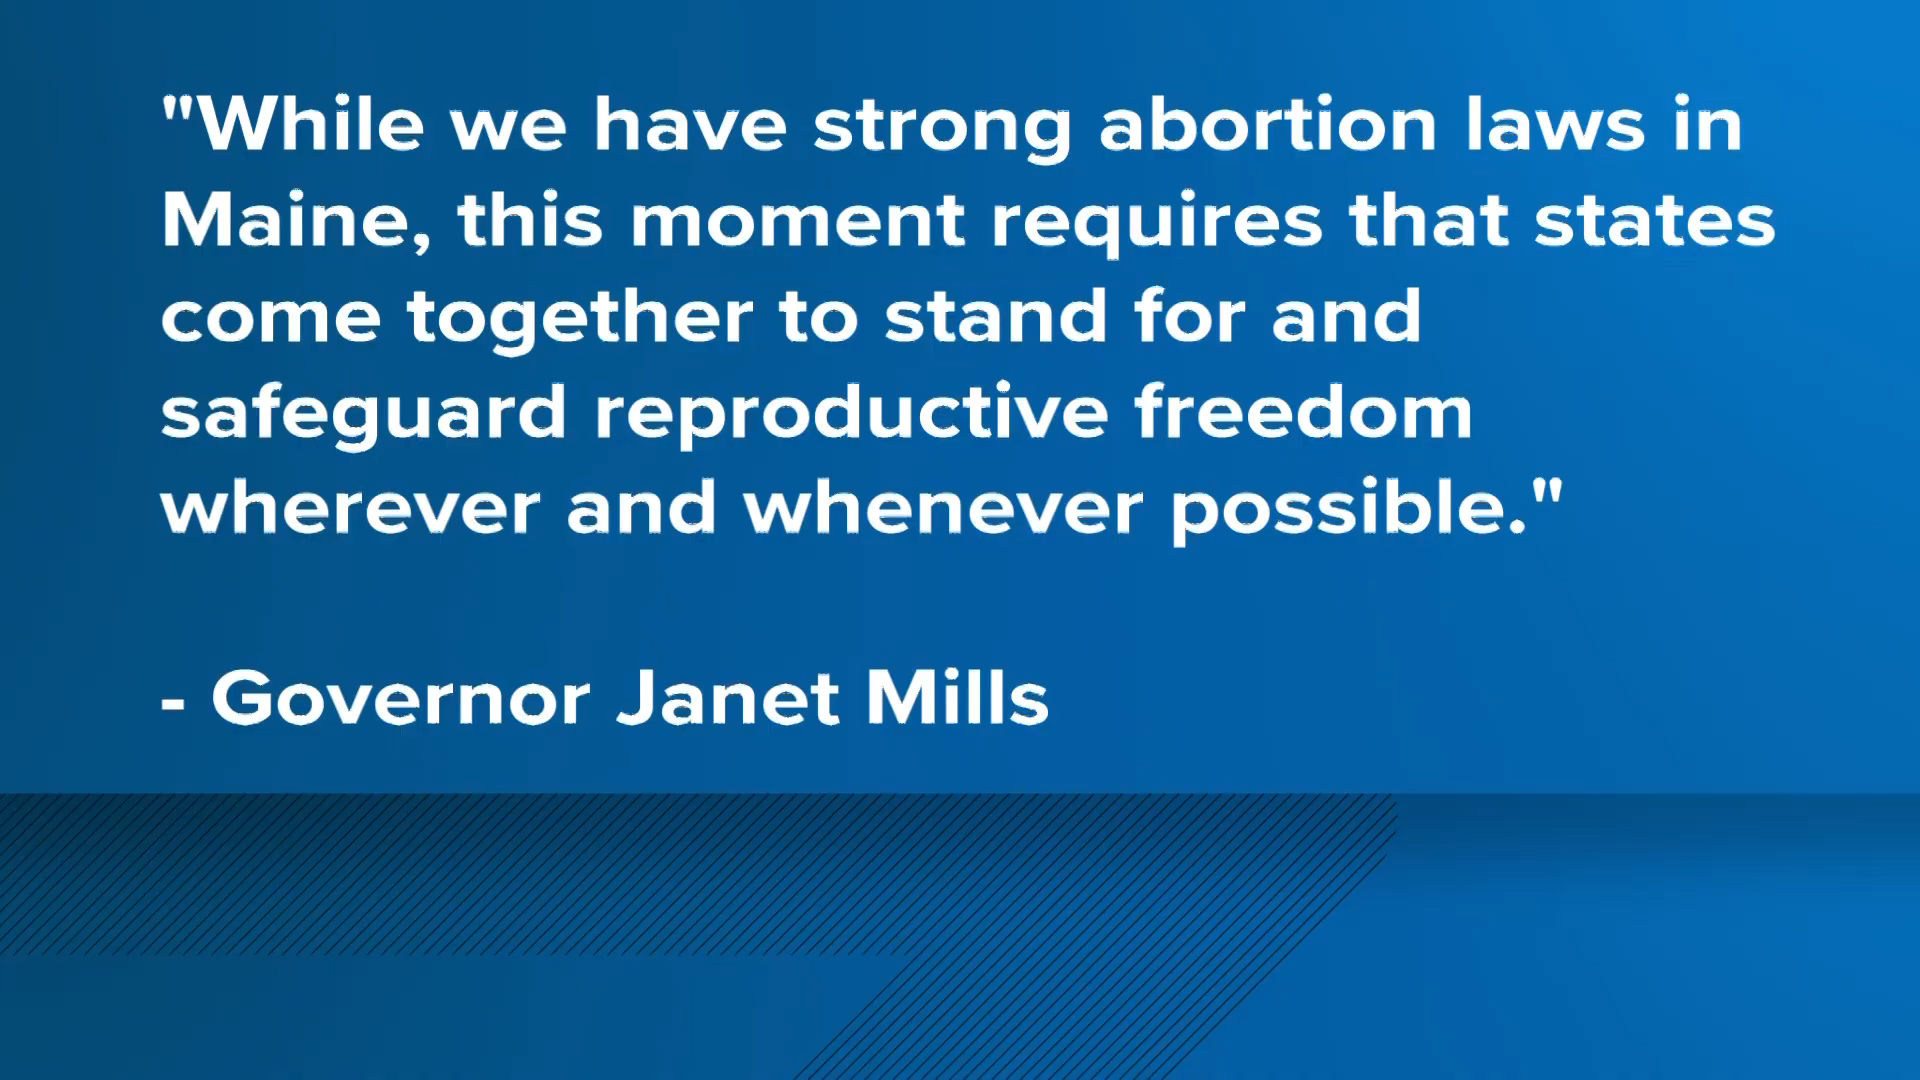 "While we have strong abortion laws in
Maine, this moment requires that states
come together to stand for and
safeguard reproductive freedom
wherever and whenever possible."
- Governor Janet Mills